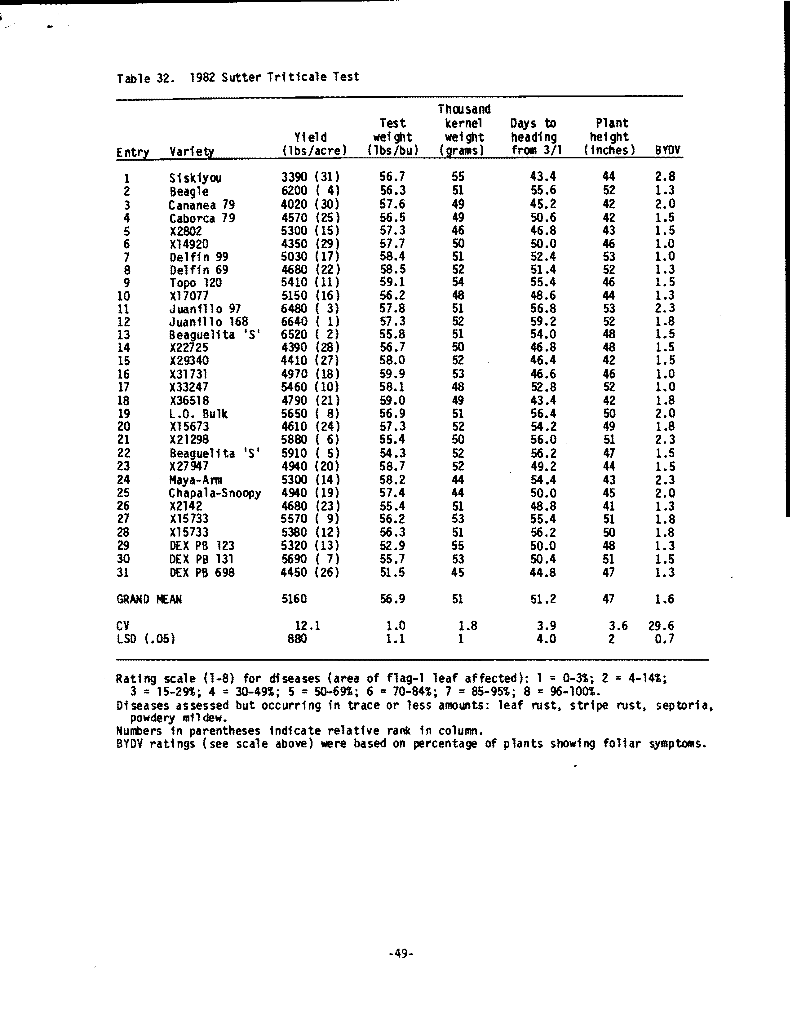 Table 32. 1982 Sutter Triticale Test
Thousand
Test kernel Days to Plant
Yield weight weight heading height
Entry Variety (lbs/acre) (lbs/bu) (grams) from 3/1 (inches) BYDV
1 Siskiyou 3390 (31) 56.7 55 43.4 44 2.8
2 Beagle 6200 ( 4) 56.3 51 55.6 52 1.3
3 Cananea 79 4020 (30) 57.6 49 45.2 42 2.0
4 Caborca 79 4570 (25) 56.5 49 50.6 42 1.5
5 X2802 5300 (15) 57.3 46 46.8 43 1.5
6 X14920 4350 (29) 57.7 50 50.0 46 1.0
7 Delfin 99 5030 (17) 58.4 51 52.4 53 1.0
8 Delfin 69 4680 (22) 58.5 52 51.4 52 1.3
9 Topo 120 5410 (11) 59.1 54 55.4 46 1.5
10 X17077 5150 (16) 56.2 48 48.6 44 1.3
11 Juanillo 97 6480 ( 3) 57.8 51 56.8 53 2.3
12 Juanillo 168 6640 ( 1) 57.3 52 59.2 52 1.8
13 Beaguelita 'S' 6520 ( 2) 55.8 51 54.0 48 1.5
14 X22725 4390 (28) 56.7 50 46.8 48 1.5
15 X29340 4410 (27) 58.0 52 46.4 42 1.5
16 X31731 4970 (18) 59.9 53 46.6 46 1.0
17 X33247 5460 (10) 58.1 48 52.8 52 1.0
18 X36518 4790 (21) 59.0 49 43.4 42 1.8
19 L.O. Bulk 5650 ( 8) 56.9 51 56.4 50 2.0
20 X15673 4610 (24) 57.3 52 54.2 49 1.8
21 X21298 5880 ( 6) 55.4 50 56.0 51 2.3
22 Beaguelita 'S' 5910 ( 5) 54.3 52 56.2 47 1.5
23 X27947 4940 (20) 58.7 52 49.2 44 1.5
24 Maya-Arm 5300 (14) 58.2 44 54.4 43 2.3
25 Chapala-Snoopy 4940 (19) 57.4 44 50.0 45 2.0
26 X2142 4680 (23) 55.4 51 48.8 41 1.3
27 X15733 5570 ( 9) 56.2 53 55.4 51 1.8
28 X15733 5380 (12) 56.3 51 56.2 50 1.8
29 DEX PB 123 5320 (13) 52.9 55 50.0 48 1.3
30 DEX PB 131 5690 ( 7) 55.7 53 50.4 51 1.5
31 DEX PB 698 4450 (26) 51.5 45 44.8 47 1.3
GRAND MEAN 5160 56.9 51 51.2 47 1.6
CV 12.1 1.0 1.8 3.9 3.6 29.6
LSD (.05) 880 1.1 1 4.0 2 0.7
Rating scale (1-8) for diseases (area of flag-1 leaf affected): 1 = 0-3%; 2 = 4-14%;
3 = 15-29%; 4 = 30-49%; 5 = 50-69%; 6 = 70-84%; 7 = 85-95%; 8 = 96-100%.
Diseases assessed but occurring in trace or less amounts: leaf rust, stripe rust, septoria,
powdery mildew.
Numbers in parentheses indicate relative rank in column.
BYDV ratings (see scale above) were based on percentage of plants showing foliar symptoms.
-49-